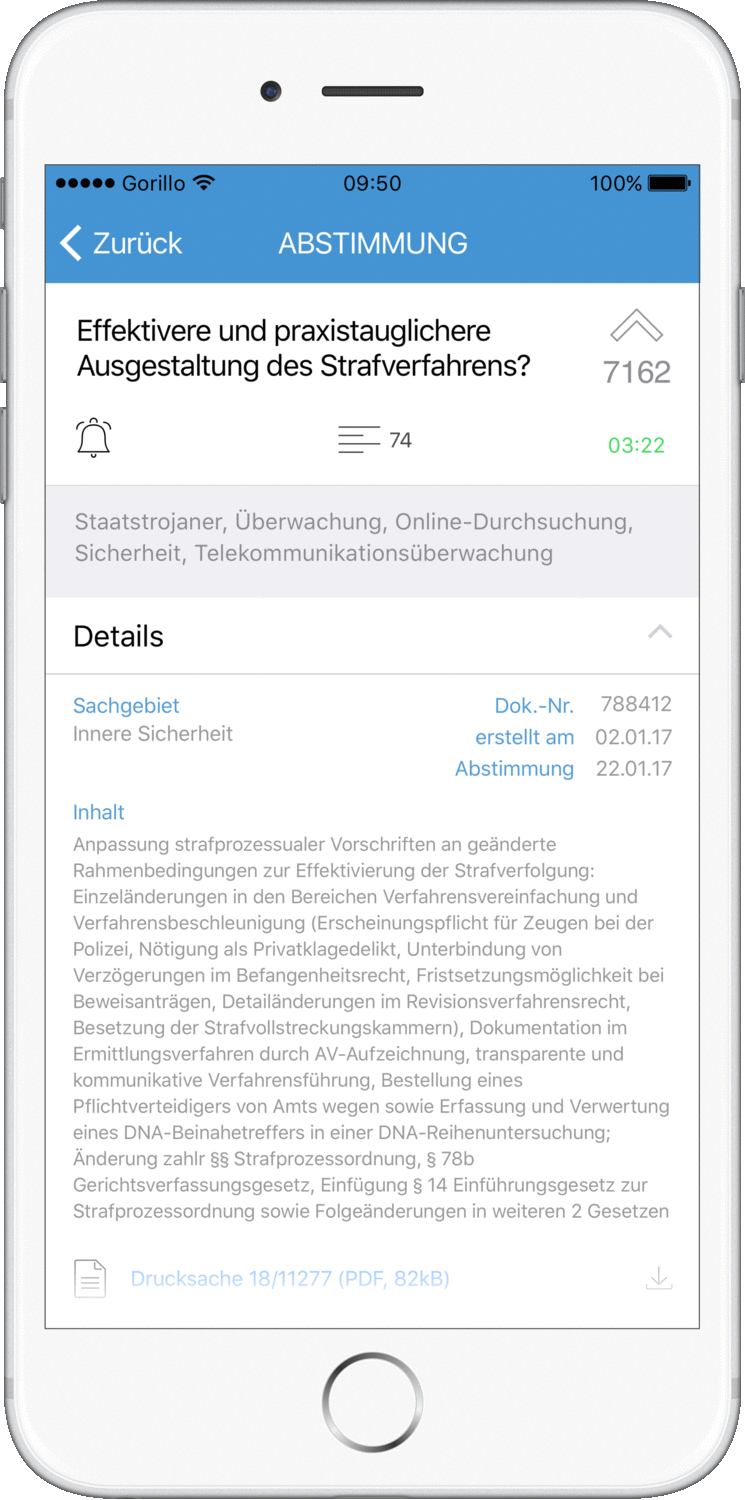 Gorillo 09:50 100%
Zurück ABSTIMMUNG
Effektivere und praxistauglichere
Ausgestaltung des Strafverfahrens?
7162
74
03:22
Staatstrojaner, Überwachung, Online-Durchsuchung,
Sicherheit, Telekommunikationsüberwachung
Details
Sachgebiet
Innere Sicherheit
Dok.-Nr. 788412
erstellt am 02.01.17
Abstimmung 22.01.17
Inhalt
Anpassung strafprozessualer Vorschriften an geänderte
Rahmenbedingungen zur Effektivierung der Strafverfolgung:
Einzeländerungen in den Bereichen Verfahrensvereinfachung und
Verfahrensbeschleunigung (Erscheinungspflicht für Zeugen bei der
Polizei, Nötigung als Privatklagedelikt, Unterbindung von
Verzögerungen im Befangenheitsrecht, Fristsetzungsmöglichkeit bei
Beweisanträgen, Detailänderungen im Revisionsverfahrensrecht,
Besetzung der Strafvollstreckungskammern), Dokumentation im
Ermittlungsverfahren durch AV-Aufzeichnung, transparente und
kommunikative Verfahrensführung, Bestellung eines
Pflichtverteidigers von Amts wegen sowie Erfassung und Verwertung
eines DNA-Beinahetreffers in einer DNA-Reihenuntersuchung;
Änderung zahlr §§ Strafprozessordnung, § 78b
Gerichtsverfassungsgesetz, Einfügung § 14 Einführungsgesetz zur
Strafprozessordnung sowie Folgeänderungen in weiteren 2 Gesetzen
Drucksache 18/11277 (PDF, 82kB)